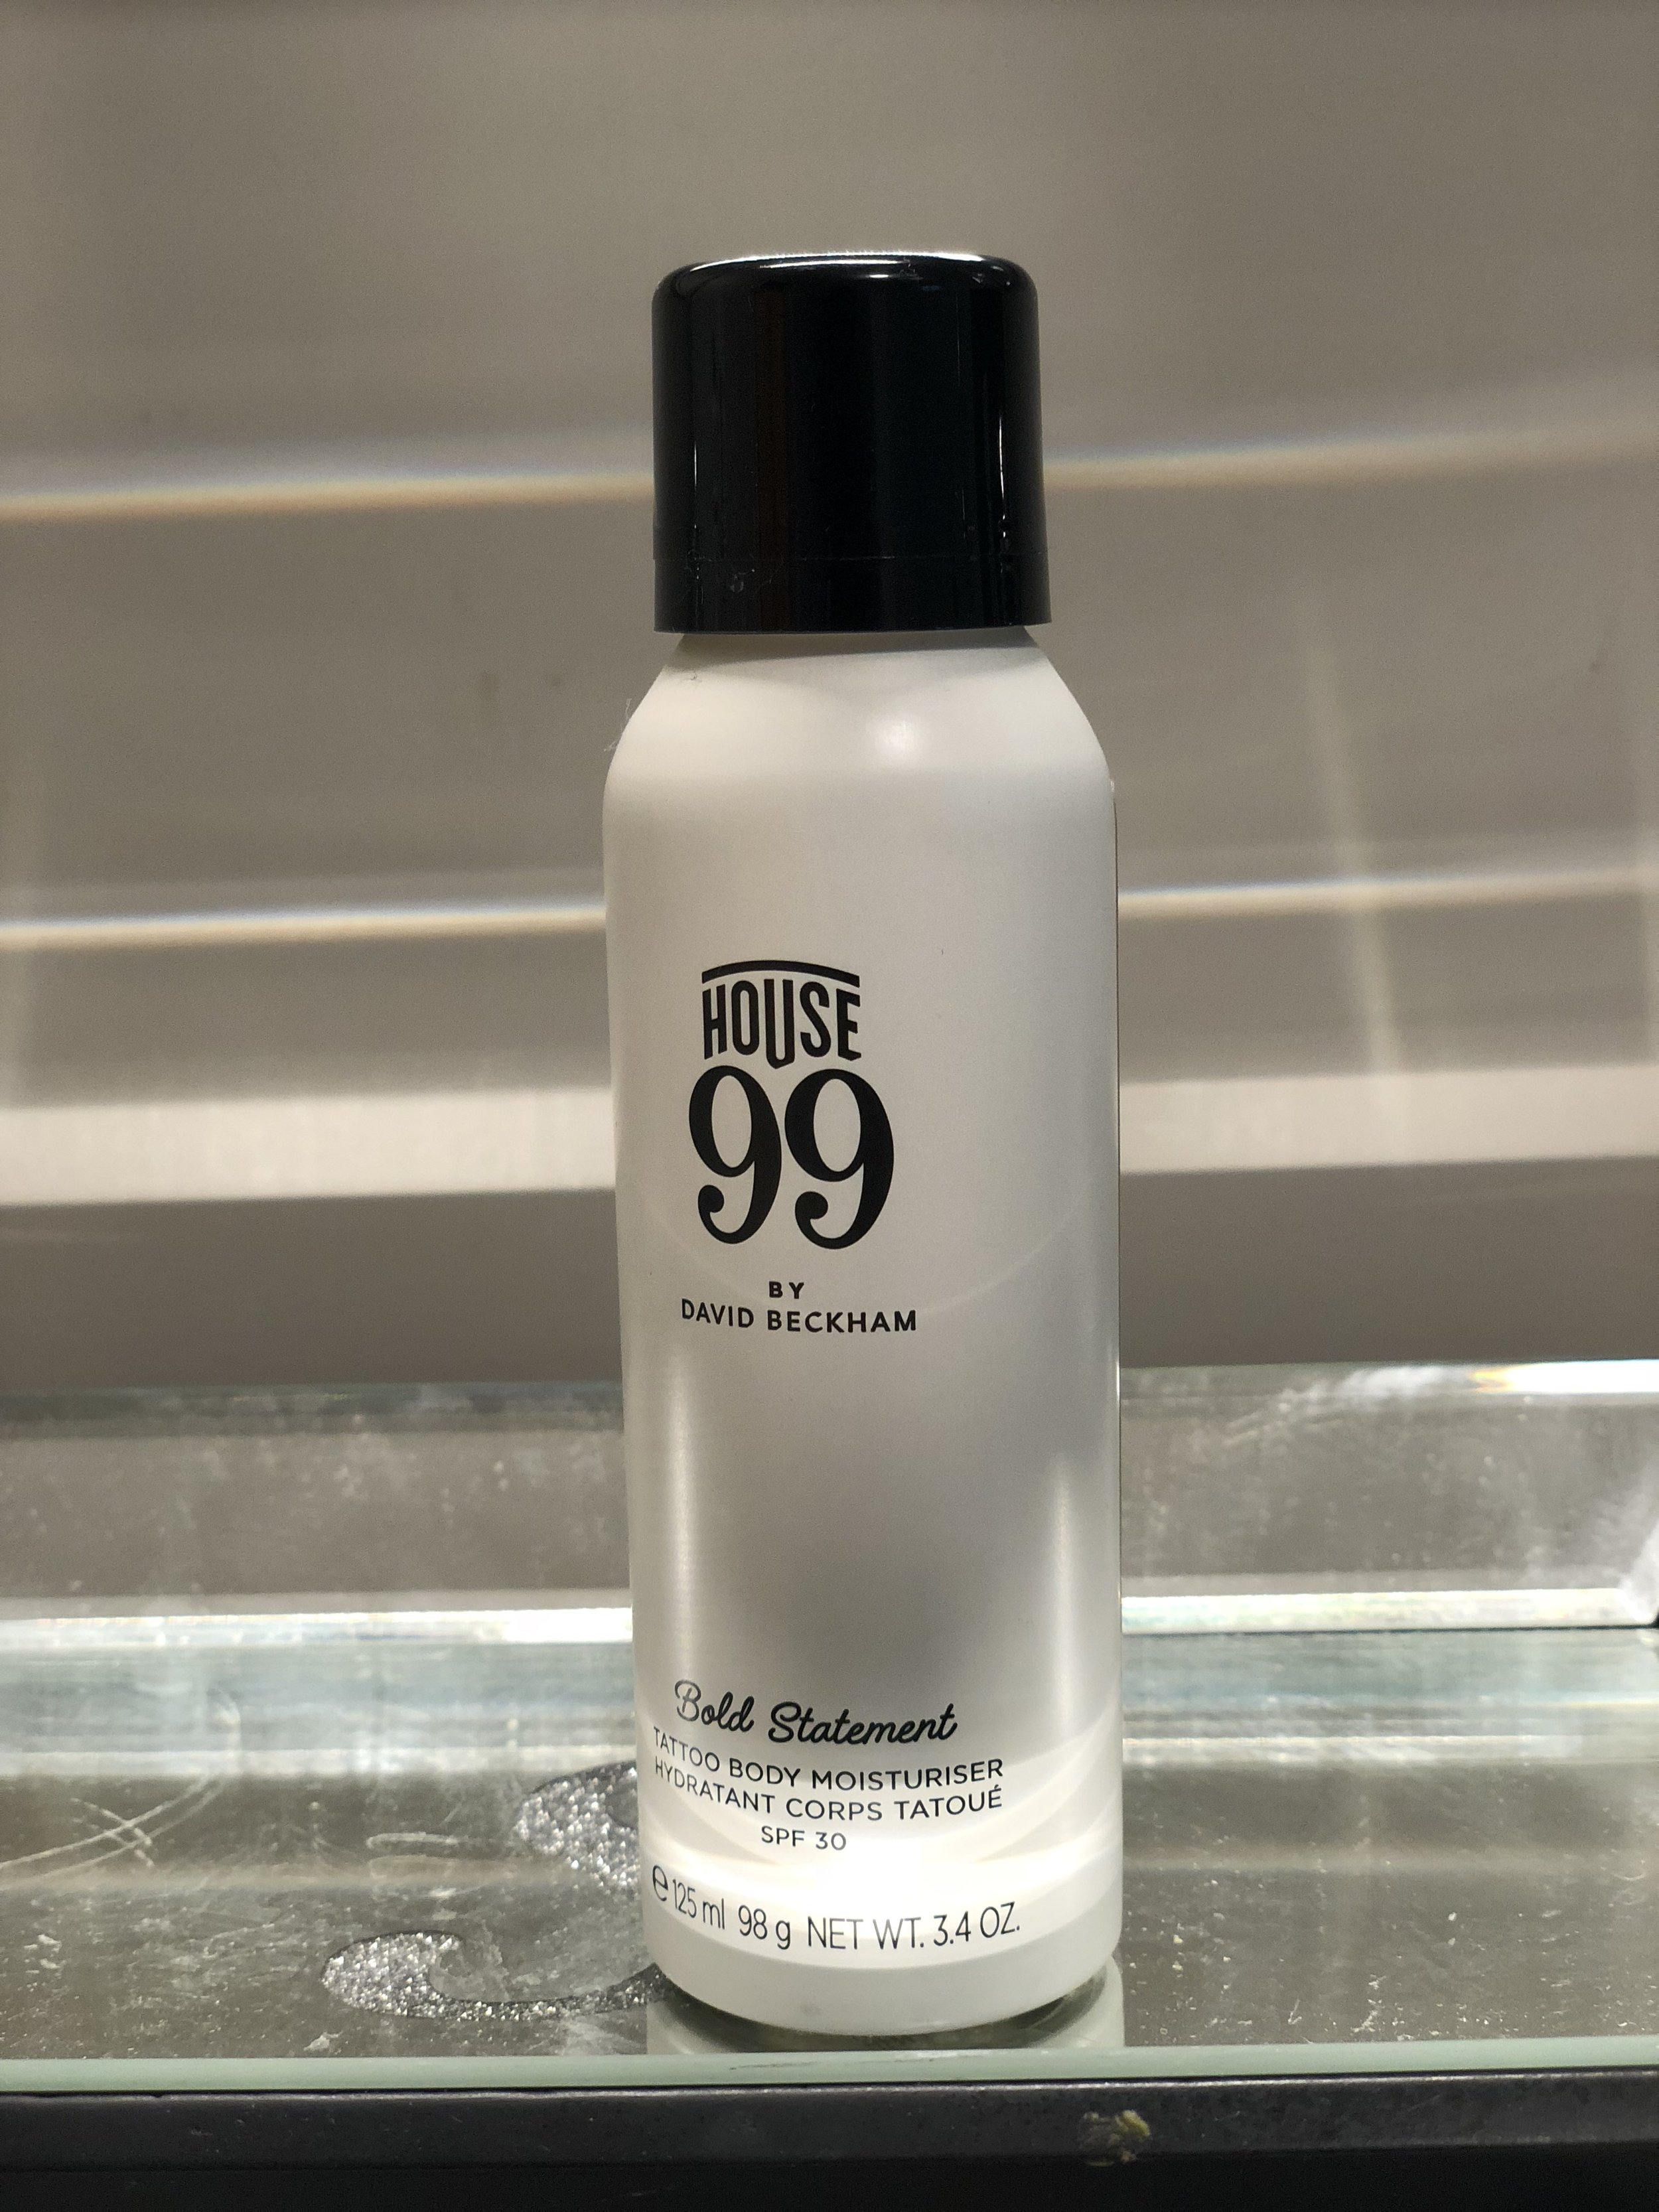 HOUSE
99
BY
DAVID BECKHAM
Bold Statement
TATTOO BODY MOISTURISER
HYDRATANT CORPS TATOUÉ
SPF 30
℮ 125 ml 98 g NET WT. 3.4 OZ.